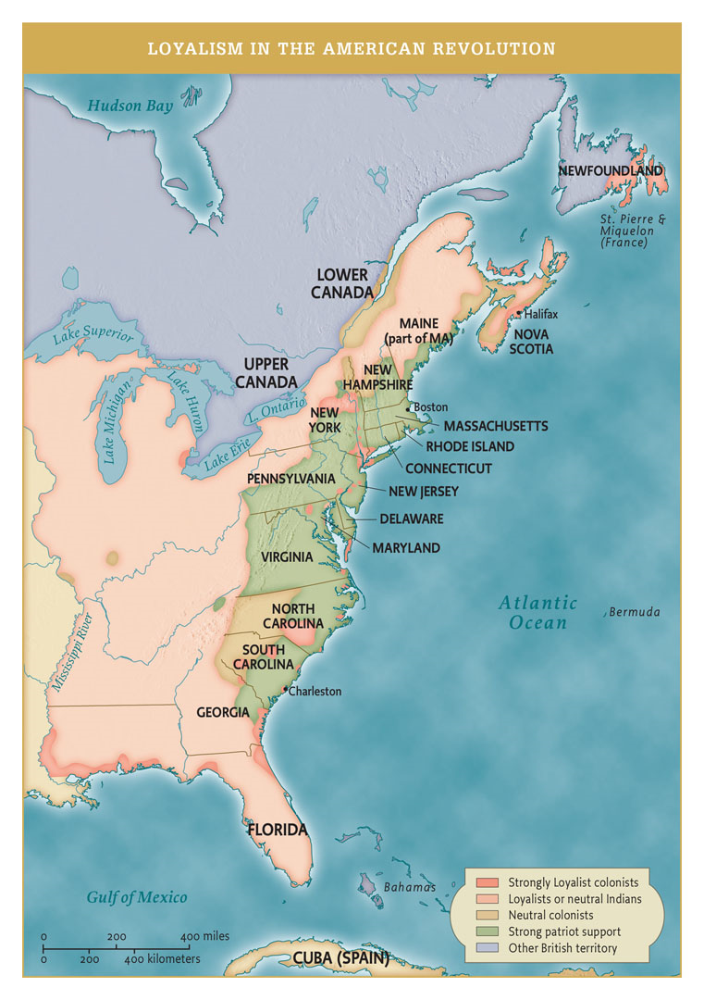 LOYALISM IN THE AMERICAN REVOLUTION
Hudson Bay
NEWFOUNDLAND
St. Pierre &
Miquelon
(France)
LOWER
CANADA
Halifax
NOVA
SCOTIA
MAINE
(part of MA)
Lake Superior
UPPER
CANADA
NEW
HAMPSHIRE
Lake Michigan
Lake Huron
L. Ontario
Boston
NEW
YORK
MASSACHUSETTS
RHODE ISLAND
Lake Erie
CONNECTICUT
PENNSYLVANIA
NEW JERSEY
DELAWARE
MARYLAND
VIRGINIA
Atlantic
Ocean
Bermuda
NORTH
CAROLINA
Mississippi River
SOUTH
CAROLINA
Charleston
GEORGIA
FLORIDA
Bahamas
Gulf of Mexico
Strongly Loyalist colonists
Loyalists or neutral Indians
Neutral colonists
Strong patriot support
Other British territory
0 200 400 miles
0 200 400 kilometers
CUBA (SPAIN)